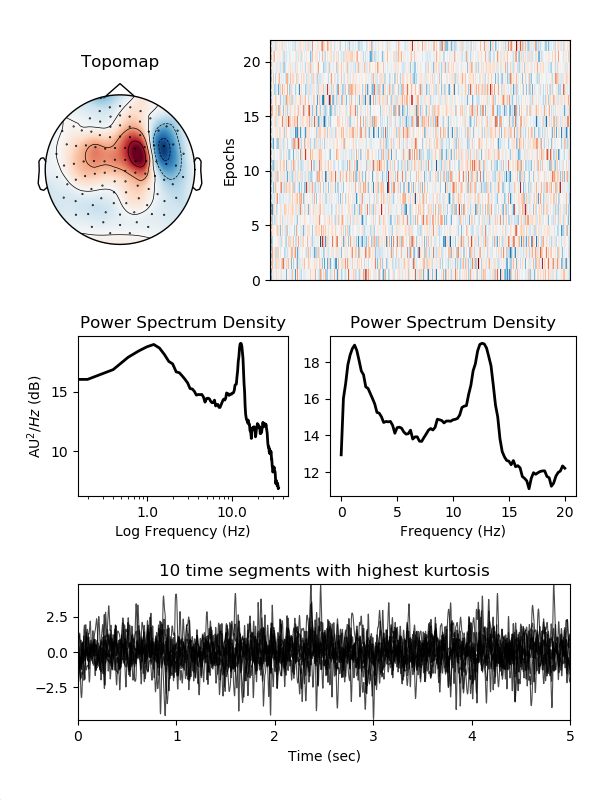 Topomap
Epochs
20
15
10
5
0
Power Spectrum Density
AU²/Hz (dB)
15
10
1.0 10.0
Log Frequency (Hz)
Power Spectrum Density
18
16
14
12
0 5 10 15 20
Frequency (Hz)
10 time segments with highest kurtosis
2.5
0.0
−2.5
0 1 2 3 4 5
Time (sec)